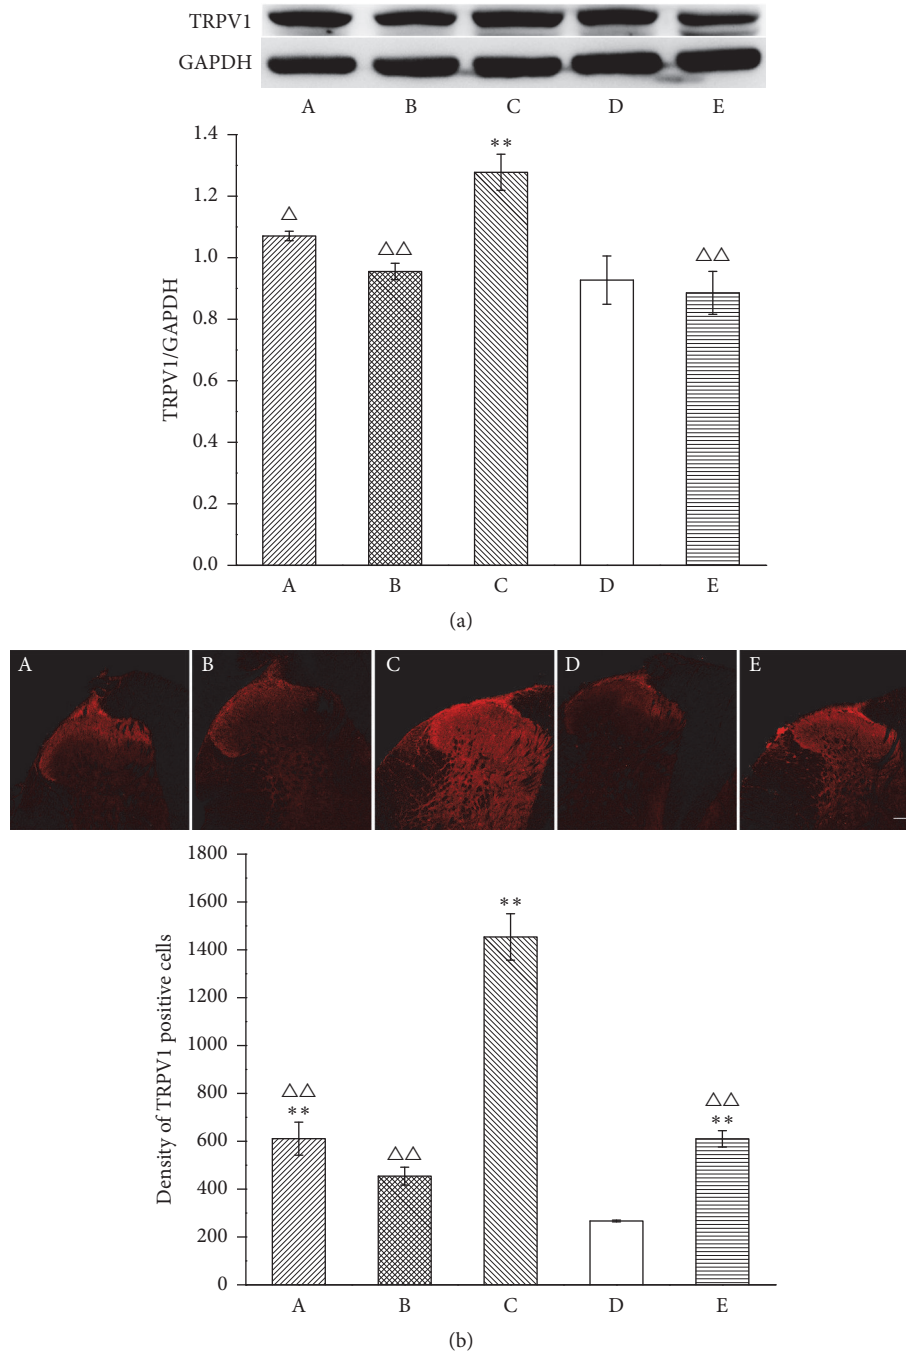 TRPV1
GAPDH
A B C D E
TRPV1/GAPDH
1.4
1.2
1.0
0.8
0.6
0.4
0.2
0.0
△
△△
**
△△
A B C D E
(a)
A B C D E
Density of TRPV1 positive cells
1800
1600
1400
1200
1000
800
600
400
200
0
△△
**
△△
**
△△
**
A B C D E
(b)